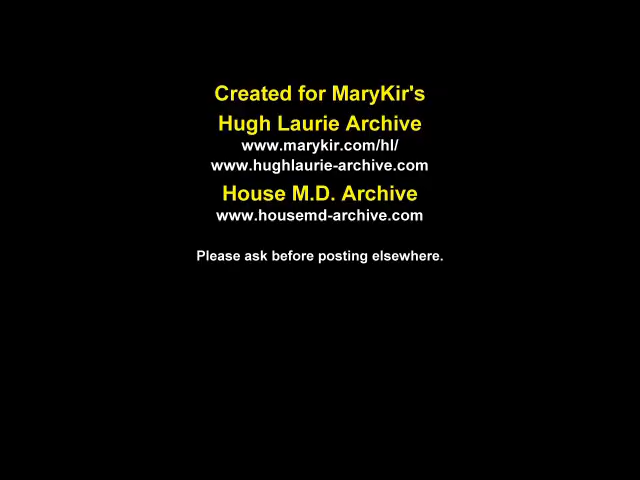 Created for MaryKir's
Hugh Laurie Archive
www.marykir.com/hl/
www.hughlaurie-archive.com
House M.D. Archive
www.housemd-archive.com
Please ask before posting elsewhere.